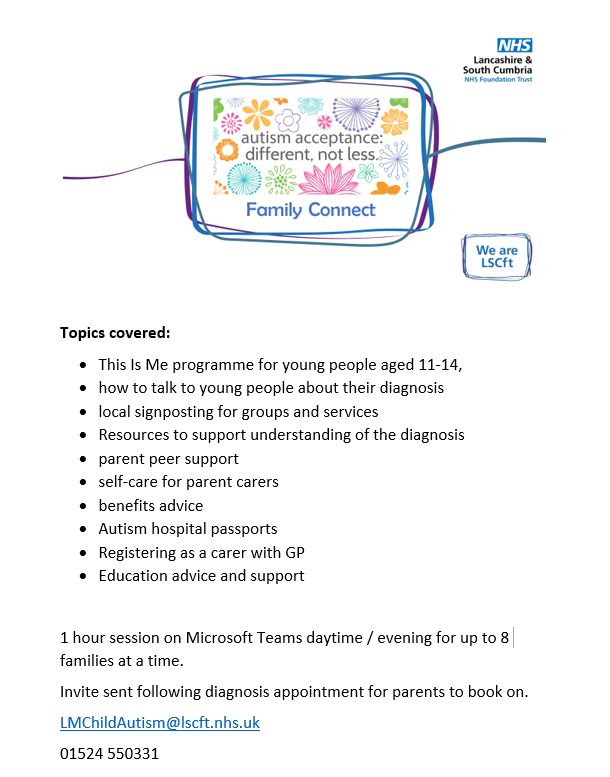 NHS
Lancashire &
South Cumbria
NHS Foundation Trust
autism acceptance:
different, not less.
Family Connect
We are
LSCft
Topics covered:
• This Is Me programme for young people aged 11-14,
• how to talk to young people about their diagnosis
• local signposting for groups and services
• Resources to support understanding of the diagnosis
• parent peer support
• self-care for parent carers
• benefits advice
• Autism hospital passports
• Registering as a carer with GP
• Education advice and support
1 hour session on Microsoft Teams daytime / evening for up to 8
families at a time.
Invite sent following diagnosis appointment for parents to book on.
LMChildAutism@lscft.nhs.uk
01524 550331